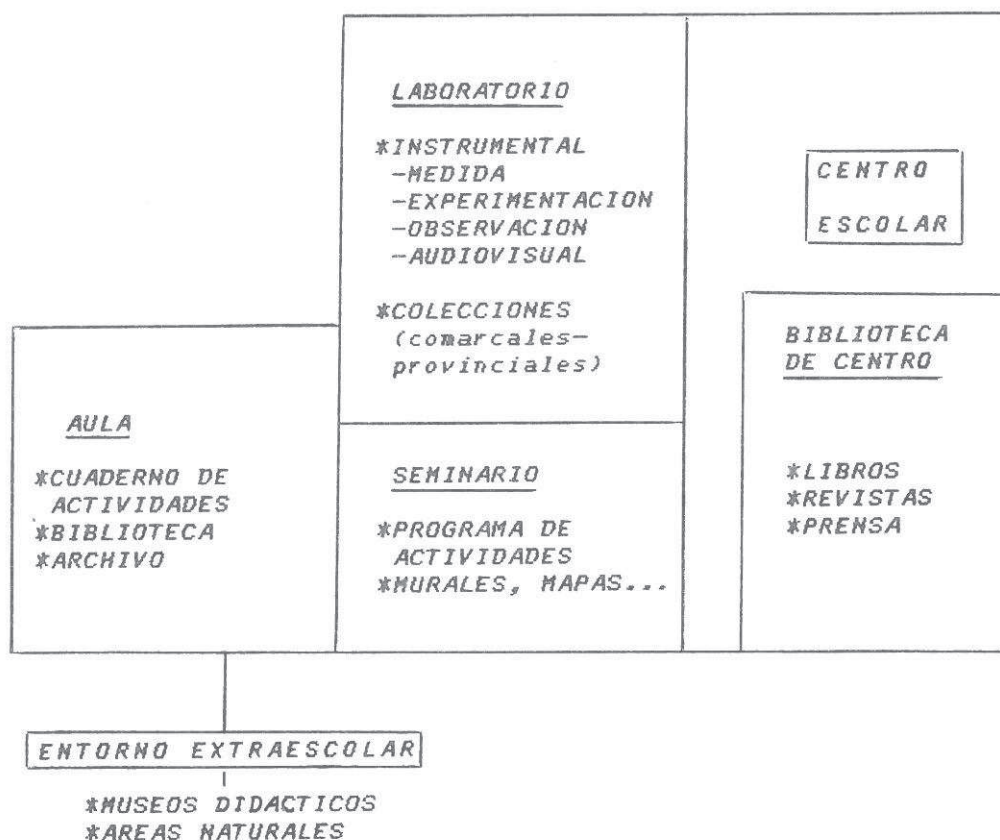 LABORATORIO
*INSTRUMENTAL
-MEDIDA
-EXPERIMENTACION
-OBSERVACION
-AUDIOVISUAL
*COLECCIONES
(comarcales-
provinciales)
CENTRO
ESCOLAR
AULA
*CUADERNO DE
ACTIVIDADES
*BIBLIOTECA
*ARCHIVO
SEMINARIO
*PROGRAMA DE
ACTIVIDADES
*MURALES, MAPAS...
BIBLIOTECA
DE CENTRO
*LIBROS
*REVISTAS
*PRENSA
ENTORNO EXTRAESCOLAR
*MUSEOS DIDACTICOS
*AREAS NATURALES